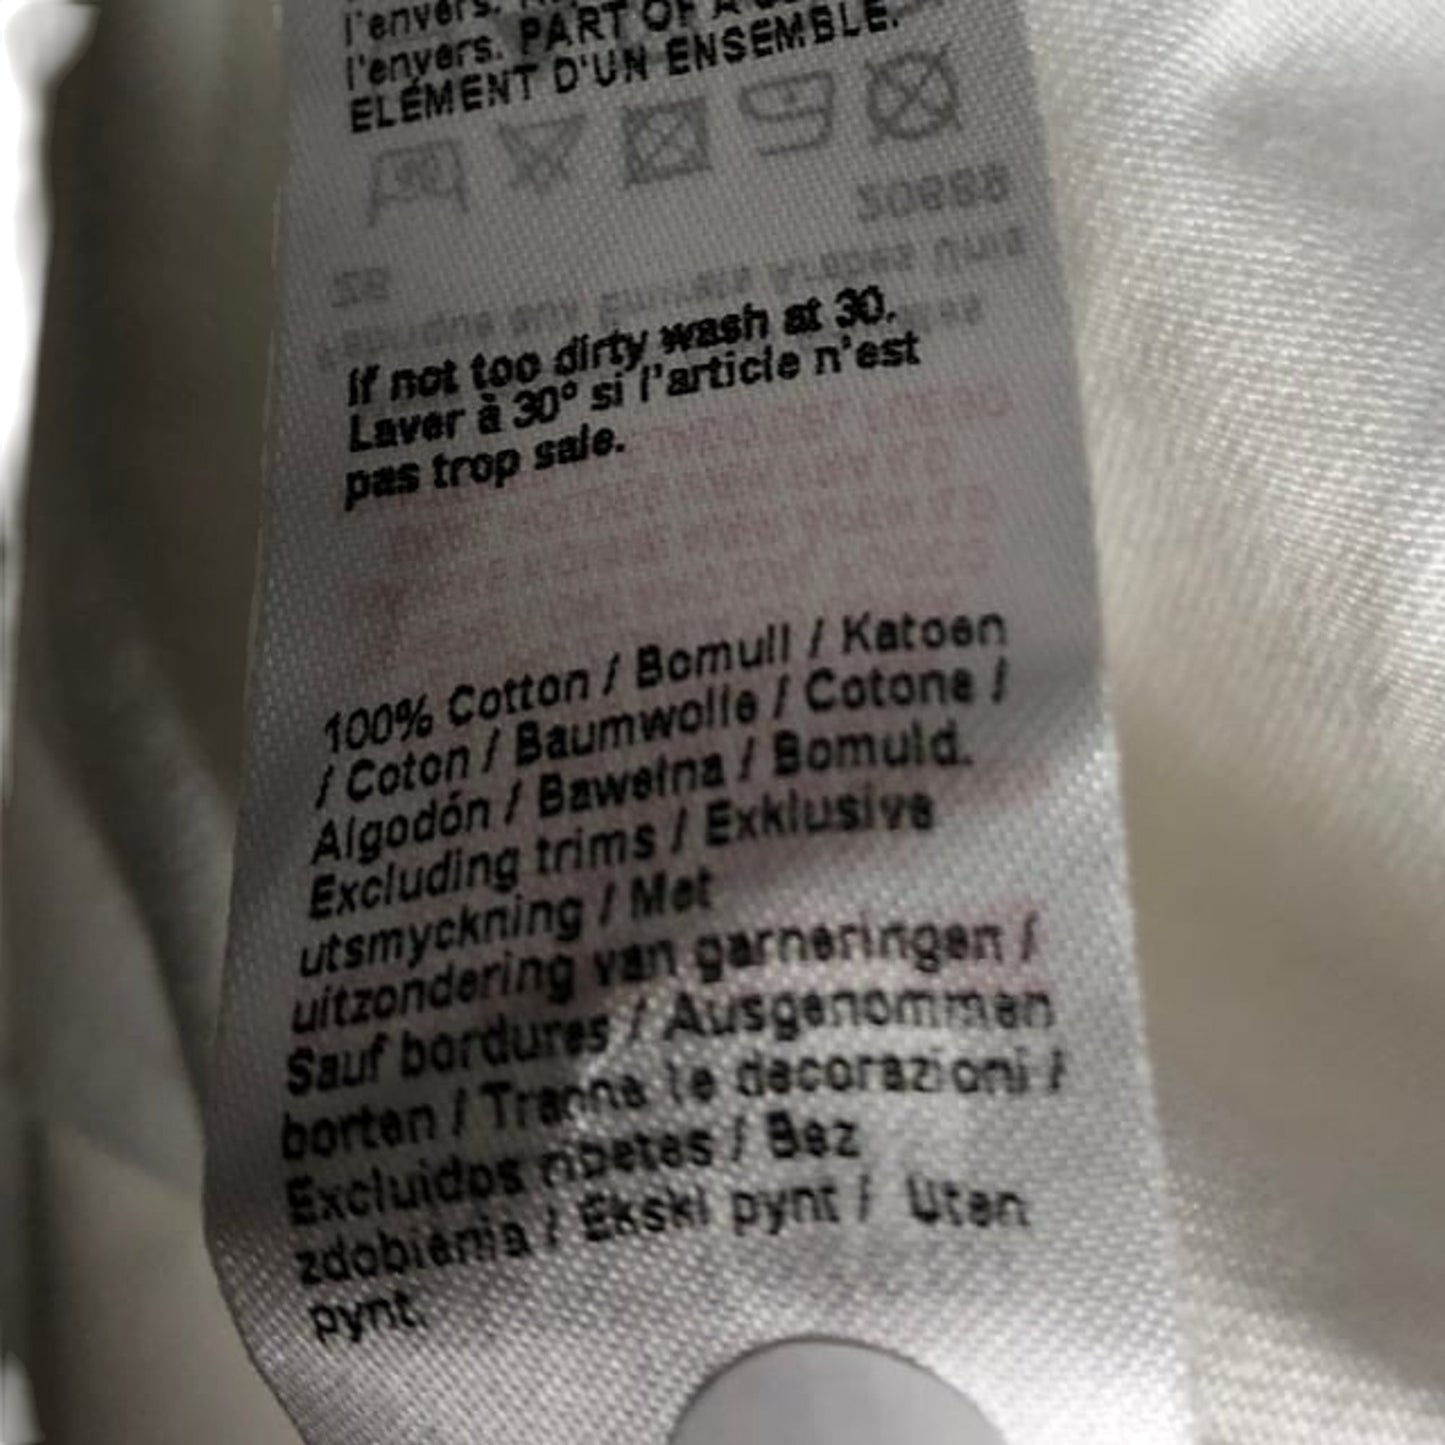 l'envers.
l'envers. PART OF A
ELÉMENT D'UN ENSEMBLE.
If not too dirty wash at 30.
Laver à 30° si l'article n'est
pas trop sale.
100% Cotton / Bomull / Katoen
/ Coton / Baumwolle / Cotone /
Algodón / Bawełna / Bomuld.
Excluding trims / Exklusive
utsmyckning / Met
uitzondering van garneringen /
Sauf bordures / Ausgenommen
borten / Tranne le decorazioni /
Excluidos ribetes / Bez
zdobienia / Ekskl pynt / Uten
pynt.